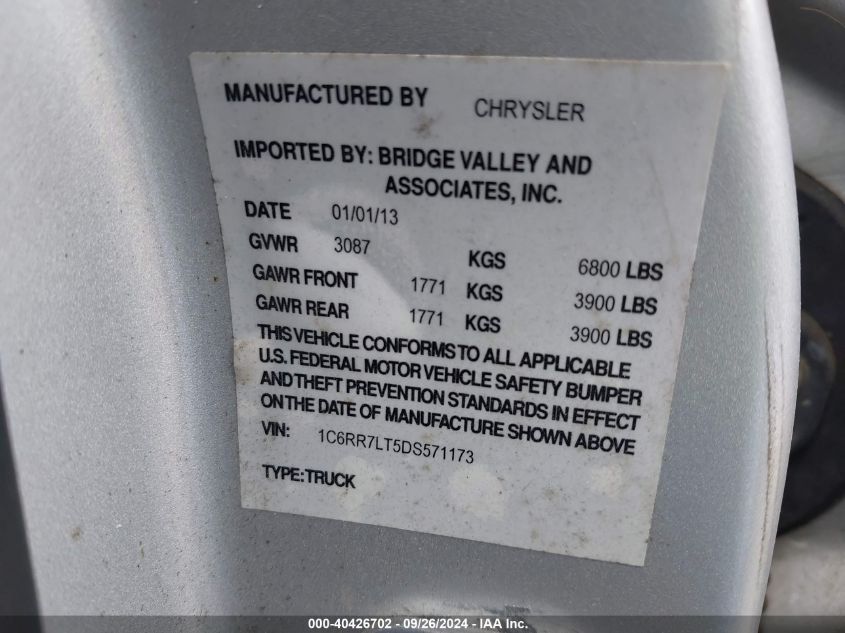 MANUFACTURED BY CHRYSLER
IMPORTED BY: BRIDGE VALLEY AND
ASSOCIATES, INC.
DATE 01/01/13
GVWR 3087 KGS 6800 LBS
GAWR FRONT 1771 KGS 3900 LBS
GAWR REAR 1771 KGS 3900 LBS
THIS VEHICLE CONFORMS TO ALL APPLICABLE
U.S. FEDERAL MOTOR VEHICLE SAFETY BUMPER
AND THEFT PREVENTION STANDARDS IN EFFECT
ON THE DATE OF MANUFACTURE SHOWN ABOVE
VIN: 1C6RR7LT5DS571173
TYPE: TRUCK
000-40426702 - 09/26/2024 - IAA Inc.